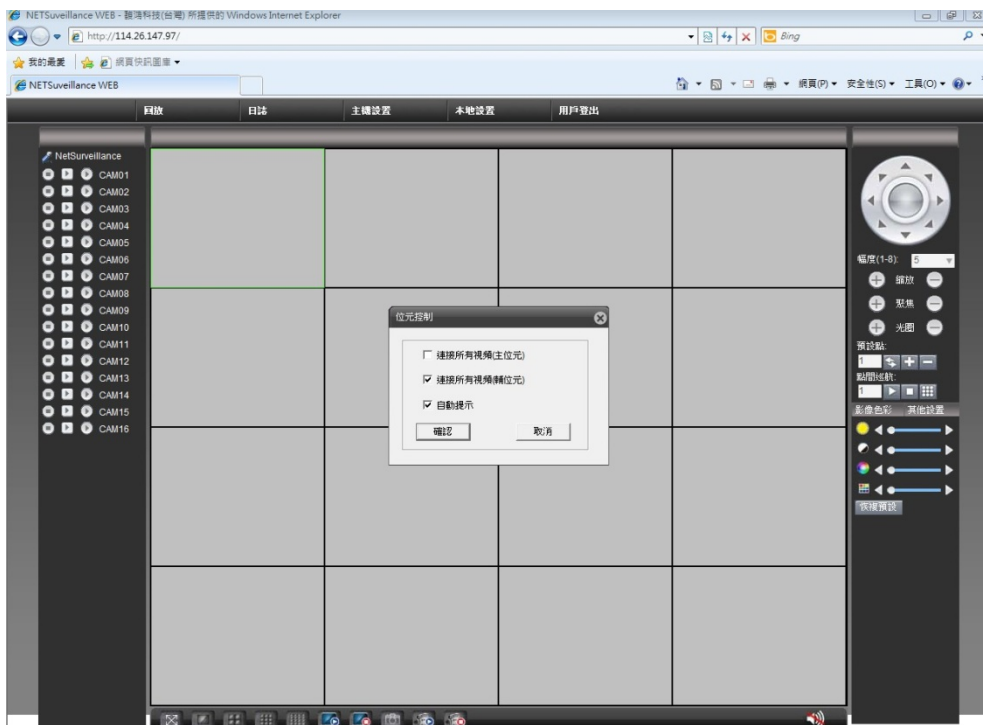 NETSuveillance WEB - 聽鴻科技(台灣) 所提供的 Windows Internet Explorer
http://114.26.147.97/
Bing
我的最愛 網頁快訊圖庫
NETSuveillance WEB
網頁(P) 安全性(S) 工具(O)
回放 日誌 主機設置 本地設置 用戶登出
NetSurveillance
CAM01
CAM02
CAM03
CAM04
CAM05
CAM06
CAM07
CAM08
CAM09
CAM10
CAM11
CAM12
CAM13
CAM14
CAM15
CAM16
位元控制
連接所有視頻(主位元)
連接所有視頻(輔位元)
自動提示
確認 取消
幅度(1-8): 5
縮放
聚焦
光圈
預設點:
1
點間巡航:
1
影像色彩 其他設置
恢複預設